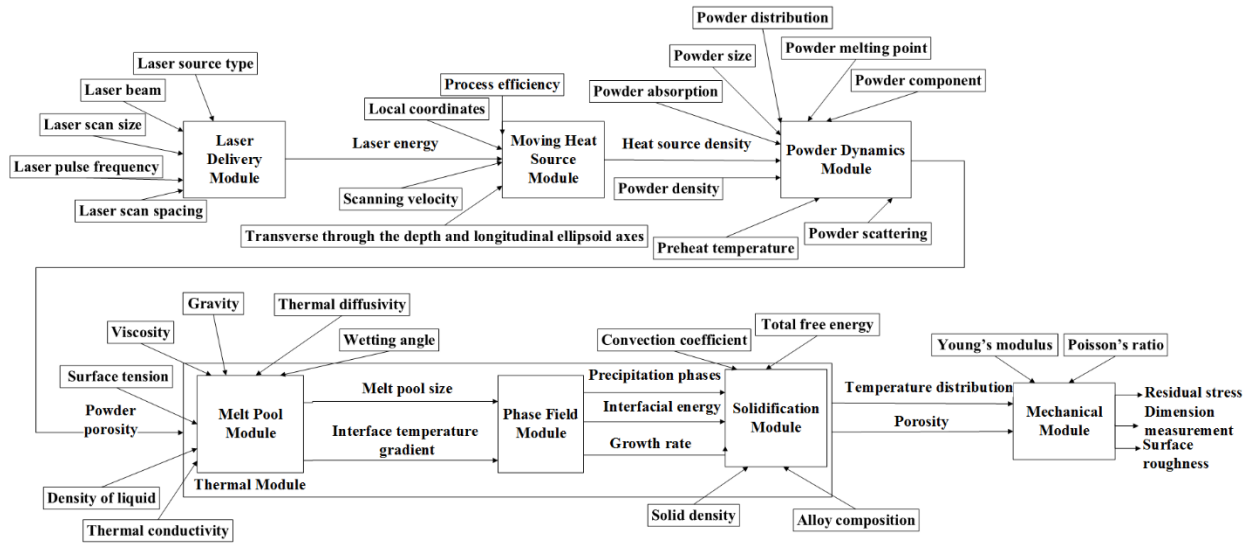 Powder distribution
Laser source type
Powder size
Powder melting point
Laser beam
Process efficiency
Powder absorption
Powder component
Laser scan size
Local coordinates
Laser
Delivery
Module
Laser energy
Moving Heat
Source
Module
Heat source density
Powder Dynamics
Module
Laser pulse frequency
Powder density
Laser scan spacing
Scanning velocity
Transverse through the depth and longitudinal ellipsoid axes
Preheat temperature
Powder scattering
Gravity
Thermal diffusivity
Viscosity
Wetting angle
Convection coefficient
Total free energy
Young's modulus
Poisson's ratio
Surface tension
Powder
porosity
Melt Pool
Module
Melt pool size
Interface temperature
gradient
Phase Field
Module
Precipitation phases
Interfacial energy
Growth rate
Solidification
Module
Temperature distribution
Porosity
Mechanical
Module
Residual stress
Dimension
measurement
Surface
roughness
Thermal Module
Density of liquid
Thermal conductivity
Solid density
Alloy composition